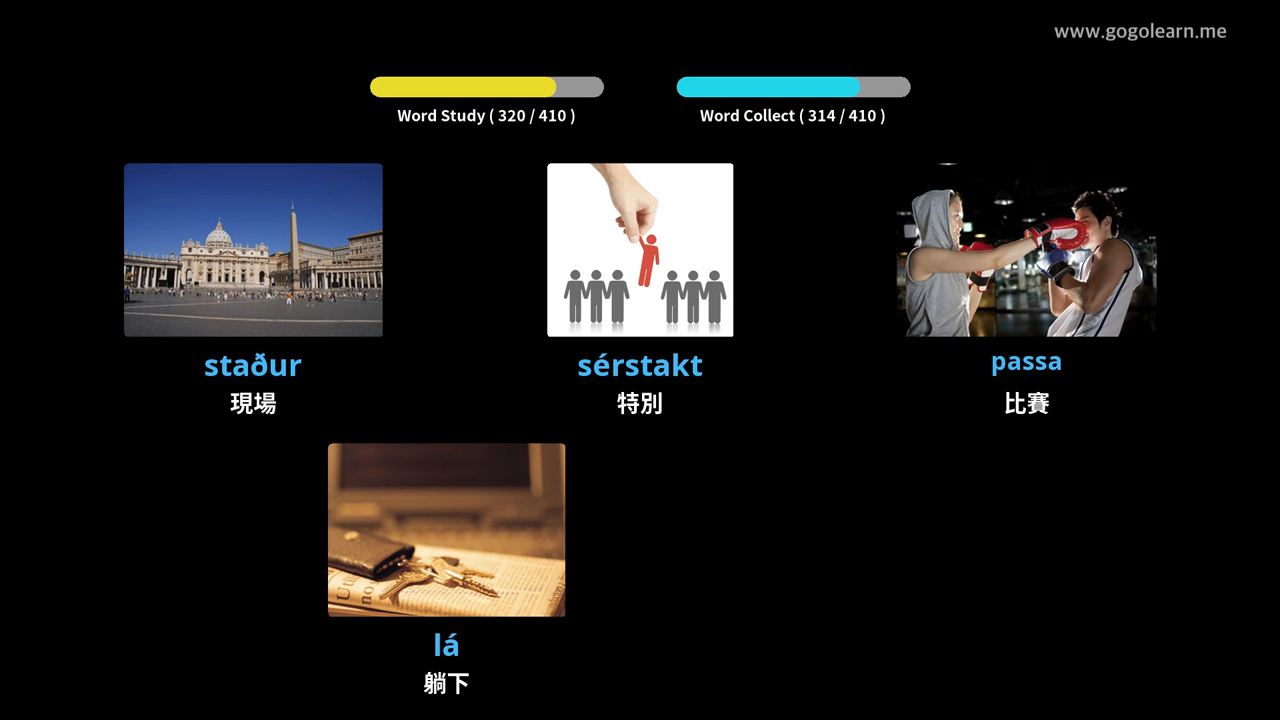 www.gogolearn.me
Word Study ( 320 / 410 )
Word Collect ( 314 / 410 )
staður
現場
sérstakt
特別
passa
比賽
lá
躺下